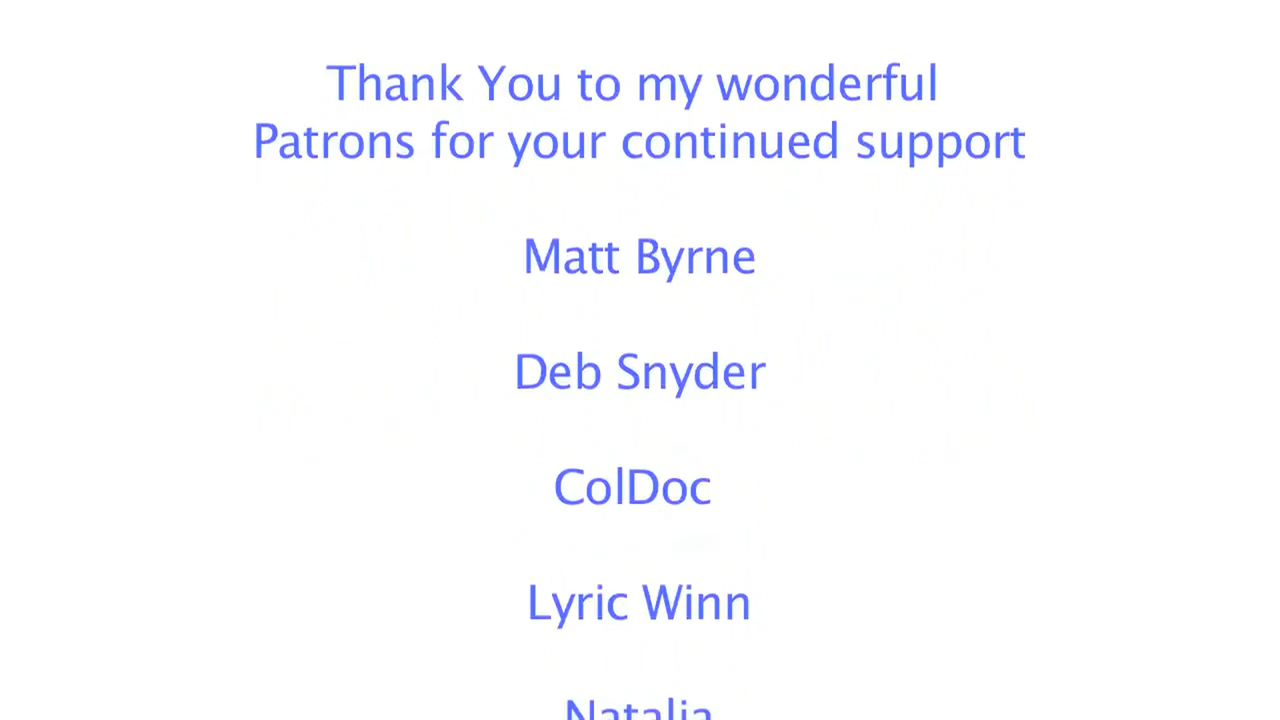 Thank You to my wonderful
Patrons for your continued support
Matt Byrne
Deb Snyder
ColDoc
Lyric Winn
Natalia